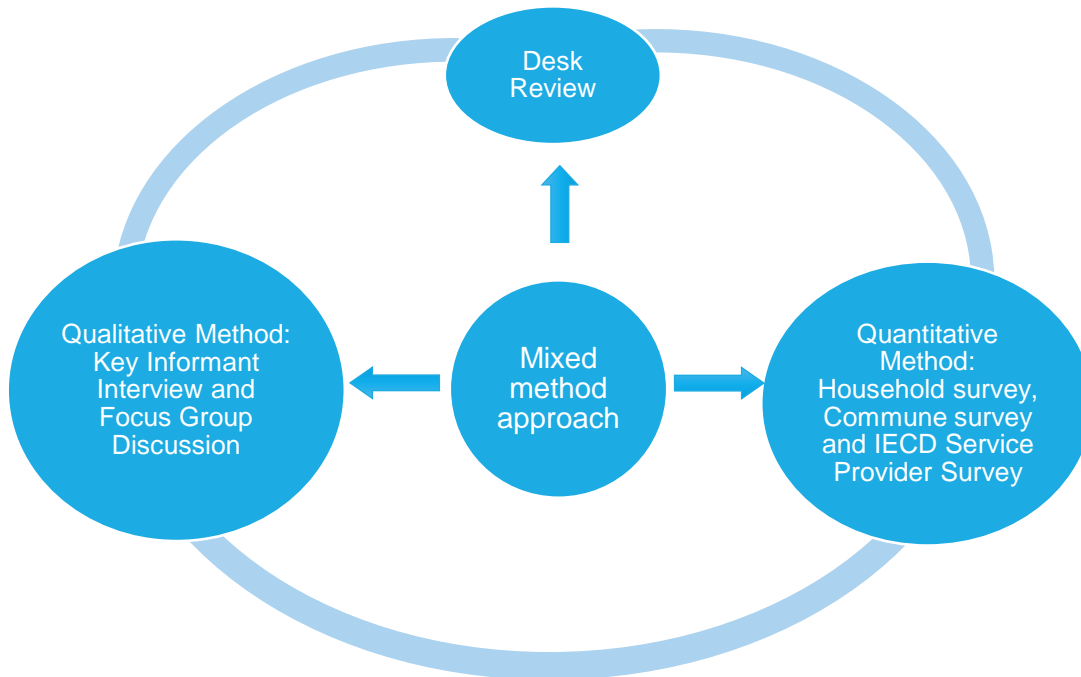 Desk
Review
Qualitative Method:
Key Informant
Interview and
Focus Group
Discussion
Mixed
method
approach
Quantitative
Method:
Household survey,
Commune survey
and IECD Service
Provider Survey